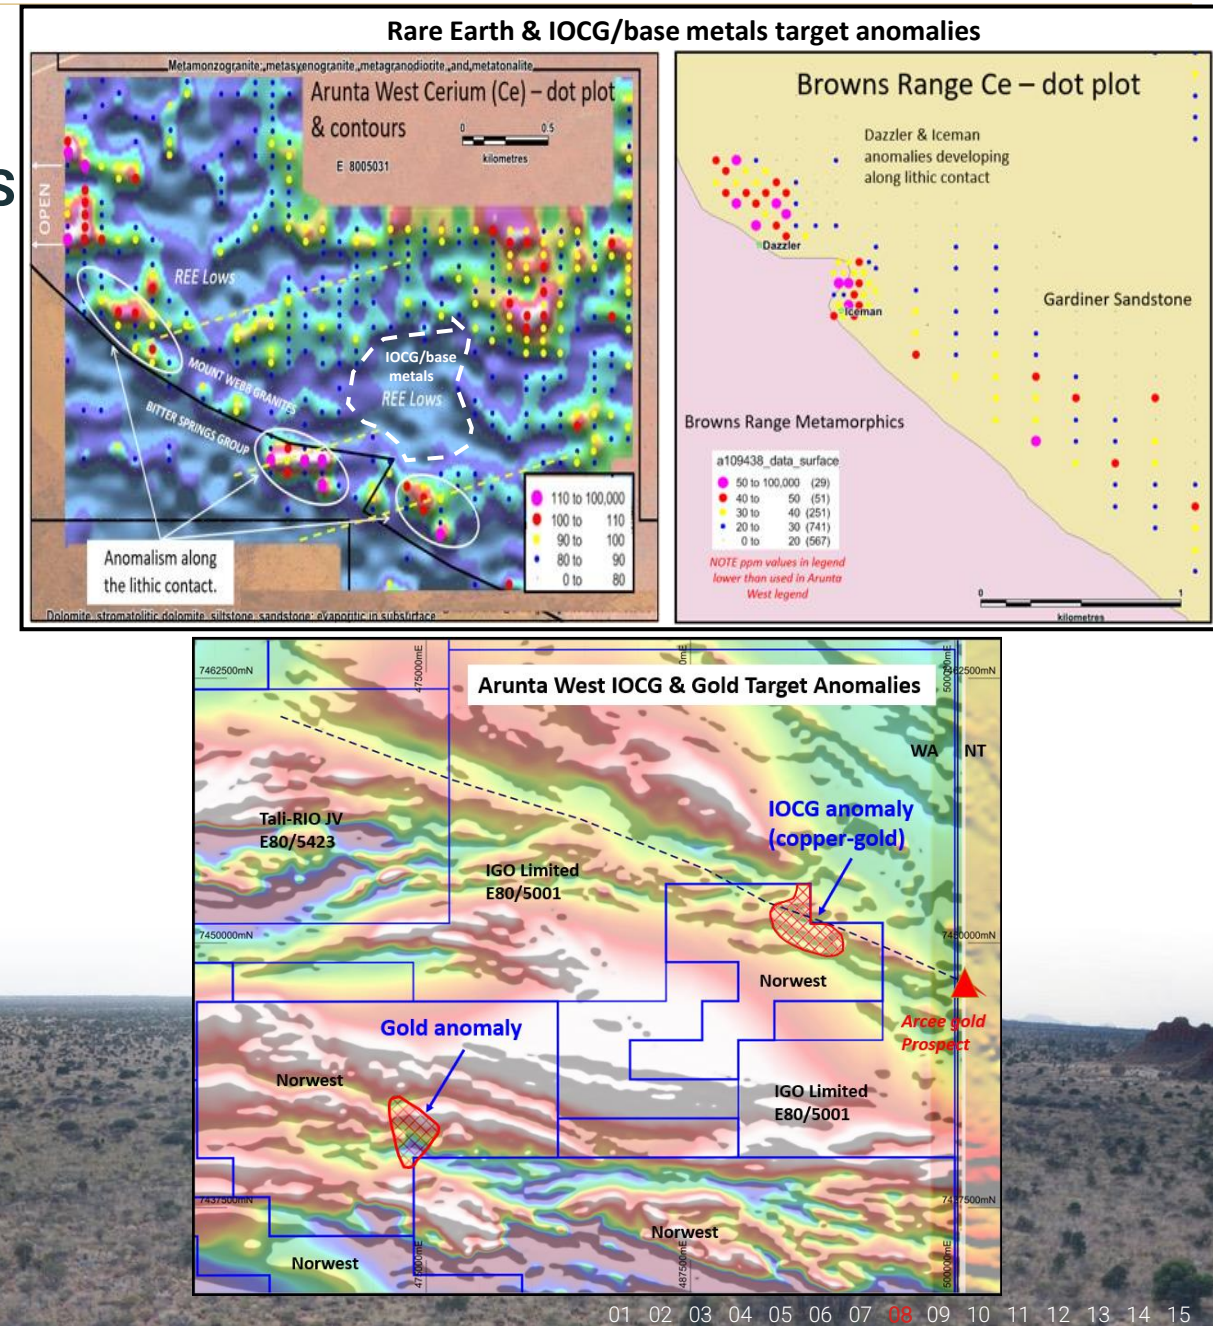 Rare Earth & IOCG/base metals target anomalies
S
Metamonzogranite; metasyenogranite, metagranodiorite, and metatonalite
Arunta West Cerium (Ce) – dot plot
& contours
0 0.5
kilometres
E 8005031
OPEN
REE Lows
IOCG/base
metals
REE Lows
MOUNT WEBB GRANITES
BITTER SPRINGS GROUP
Anomalism along
the lithic contact.
110 to 100,000
100 to 110
90 to 100
80 to 90
0 to 80
Dolomite, stromatolitic dolomite, siltstone, sandstone; evaporitic in subsurface
Browns Range Ce – dot plot
Dazzler & Iceman
anomalies developing
along lithic contact
Dazzler
Iceman
Gardiner Sandstone
Browns Range Metamorphics
a109438_data_surface
50 to 100,000 (29)
40 to 50 (51)
30 to 40 (251)
20 to 30 (741)
0 to 20 (567)
NOTE ppm values in legend
lower than used in Arunta
West legend
0 1
kilometres
7462500mN
475000mE
500000mE
7462500mN
Arunta West IOCG & Gold Target Anomalies
WA NT
IOCG anomaly
(copper-gold)
Tali-RIO JV
E80/5423
IGO Limited
E80/5001
7450000mN
7450000mN
Norwest
Arcee gold
Prospect
Gold anomaly
Norwest
IGO Limited
E80/5001
7437500mN
7437500mN
Norwest
Norwest
475000mE
487500mE
500000mE
01 02 03 04 05 06 07 08 09 10 11 12 13 14 15